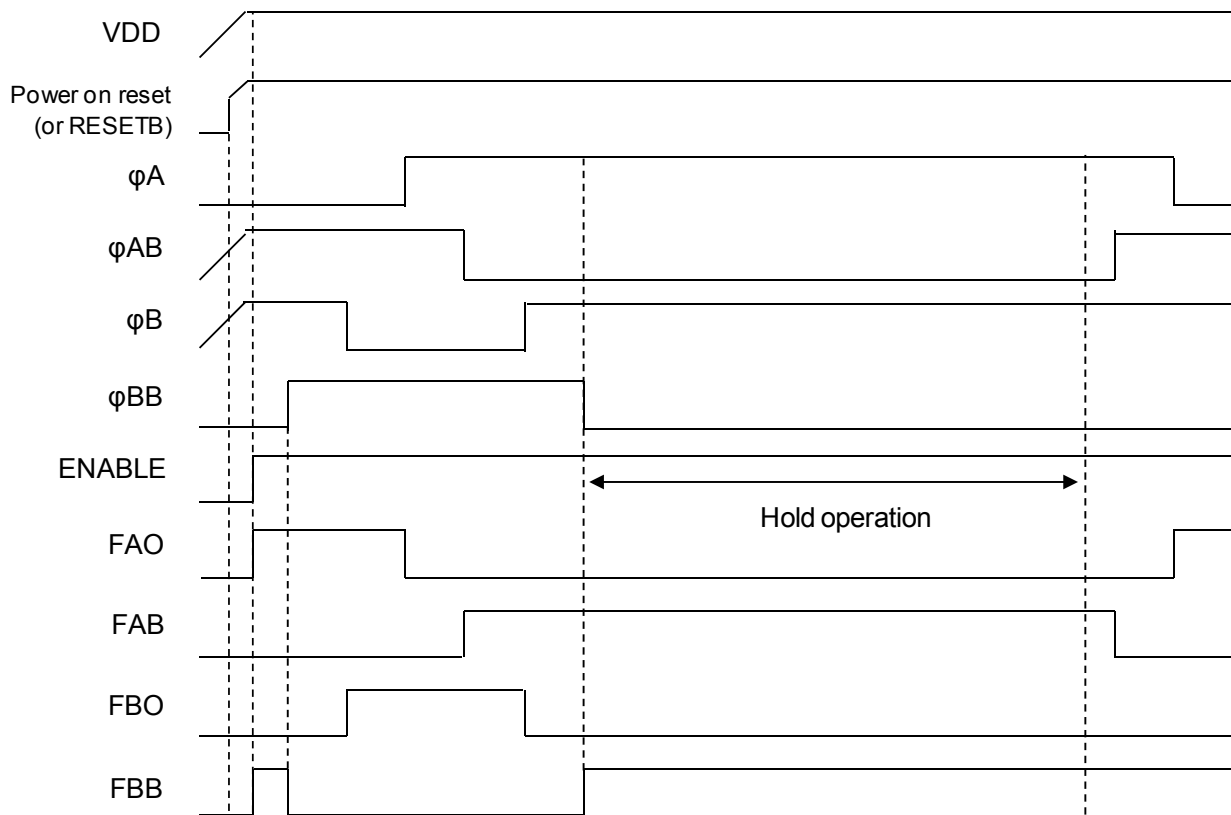 VDD
Power on reset
(or RESETB)
φA
φAB
φB
φBB
ENABLE
Hold operation
FAO
FAB
FBO
FBB